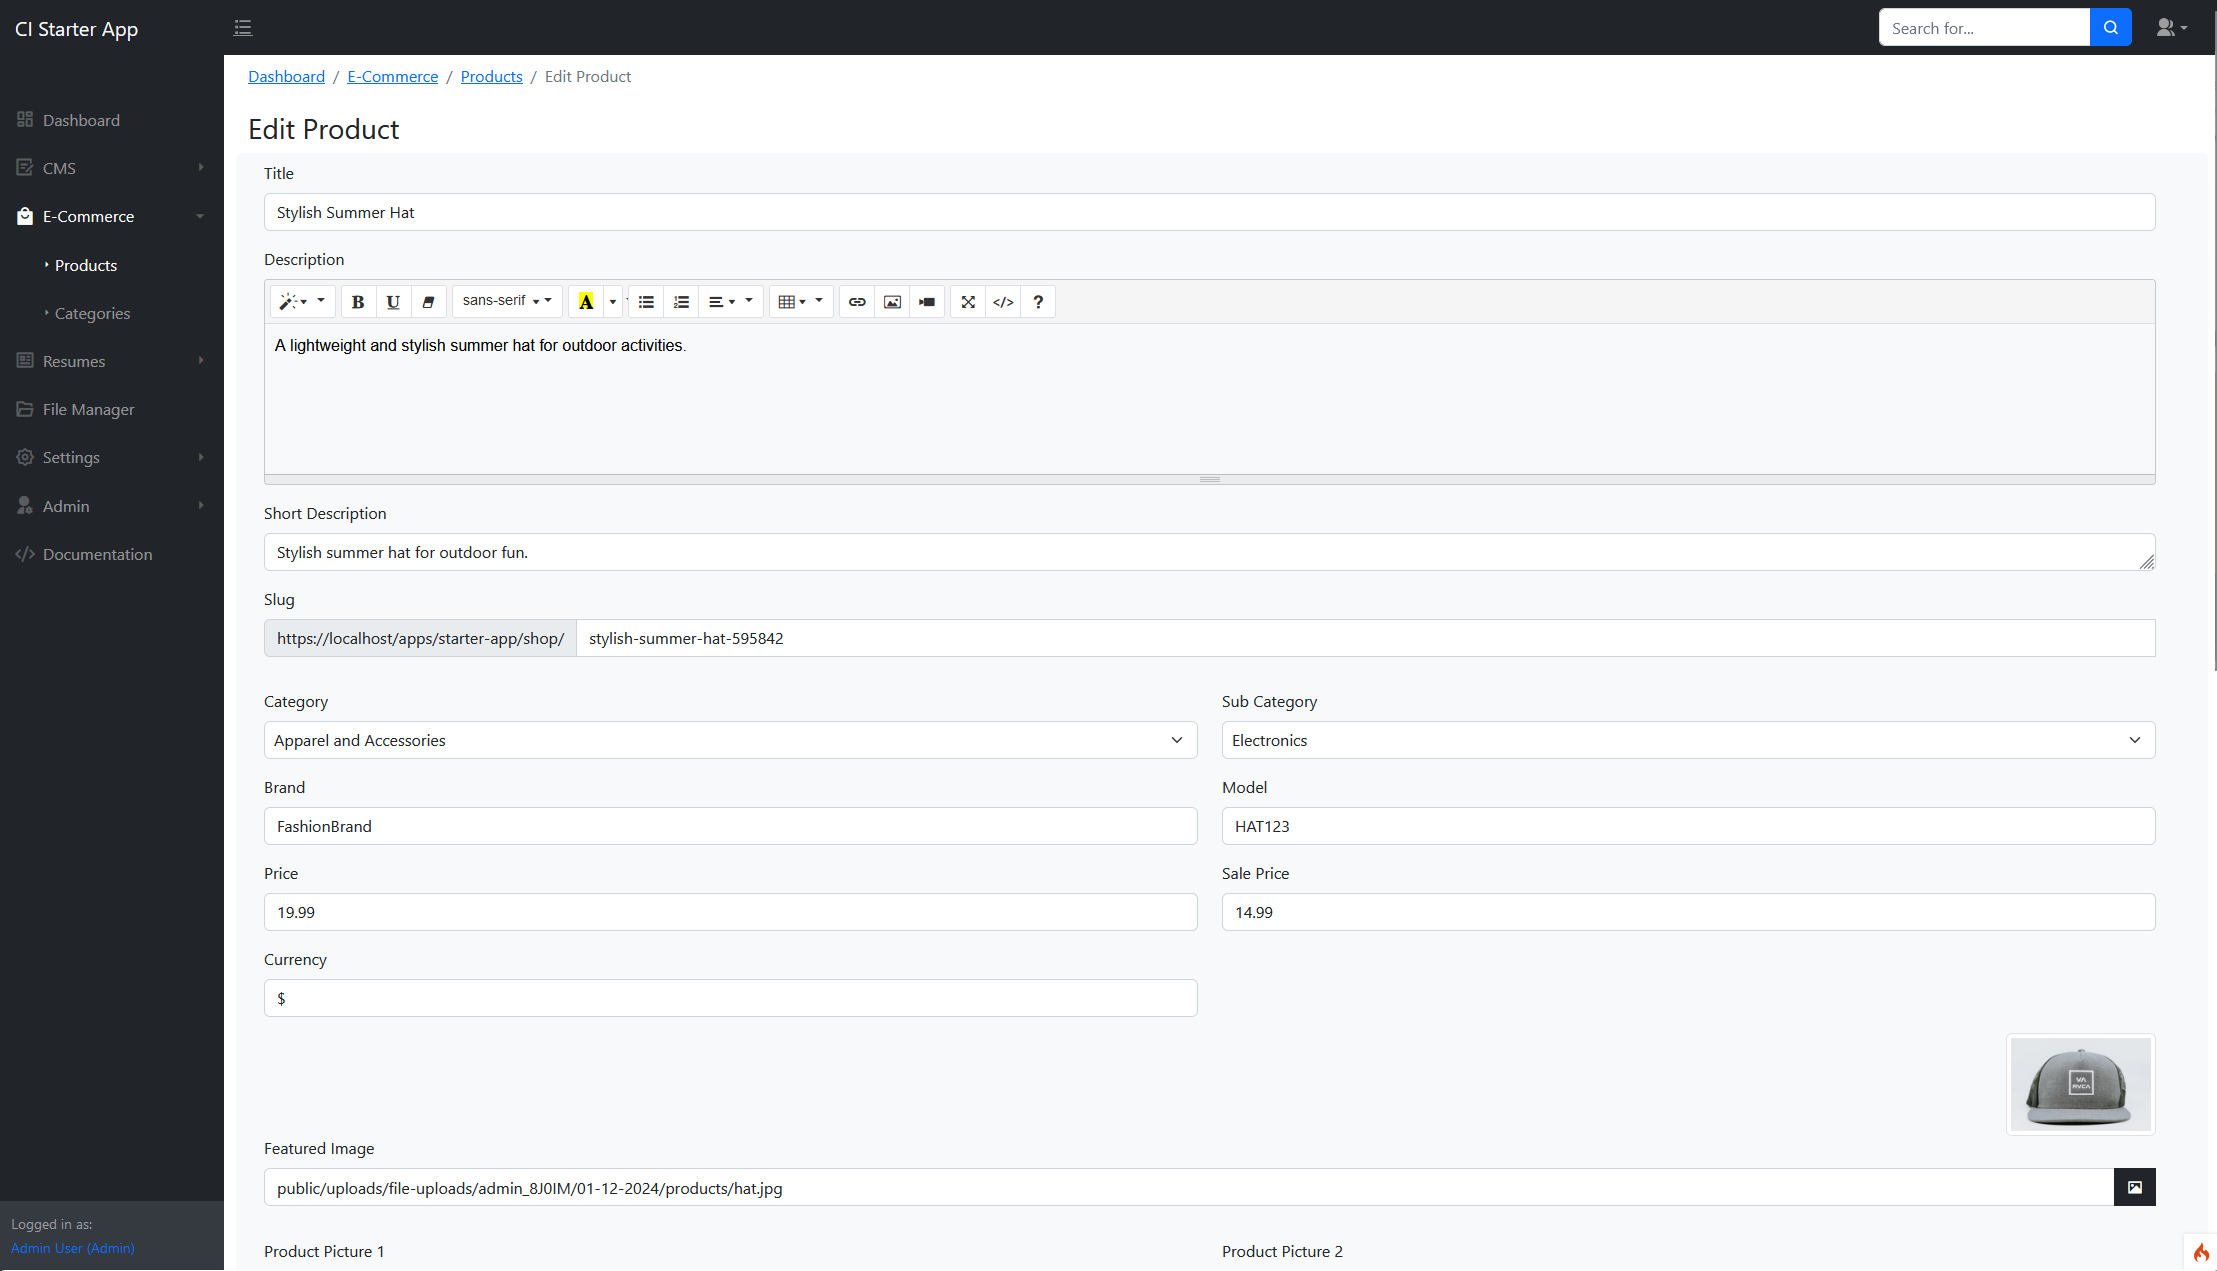 CI Starter App
Search for...
Dashboard / E-Commerce / Products / Edit Product
Dashboard
CMS
E-Commerce
Products
Categories
Resumes
File Manager
Settings
Admin
Documentation
Logged in as:
Admin User (Admin)
Edit Product
Title
Stylish Summer Hat
Description
B U sans-serif A </> ?
A lightweight and stylish summer hat for outdoor activities.
Short Description
Stylish summer hat for outdoor fun.
Slug
https://localhost/apps/starter-app/shop/ stylish-summer-hat-595842
Category Sub Category
Apparel and Accessories Electronics
Brand Model
FashionBrand HAT123
Price Sale Price
19.99 14.99
Currency
$
VA
RVCA
Featured Image
public/uploads/file-uploads/admin_8J0IM/01-12-2024/products/hat.jpg
Product Picture 1 Product Picture 2